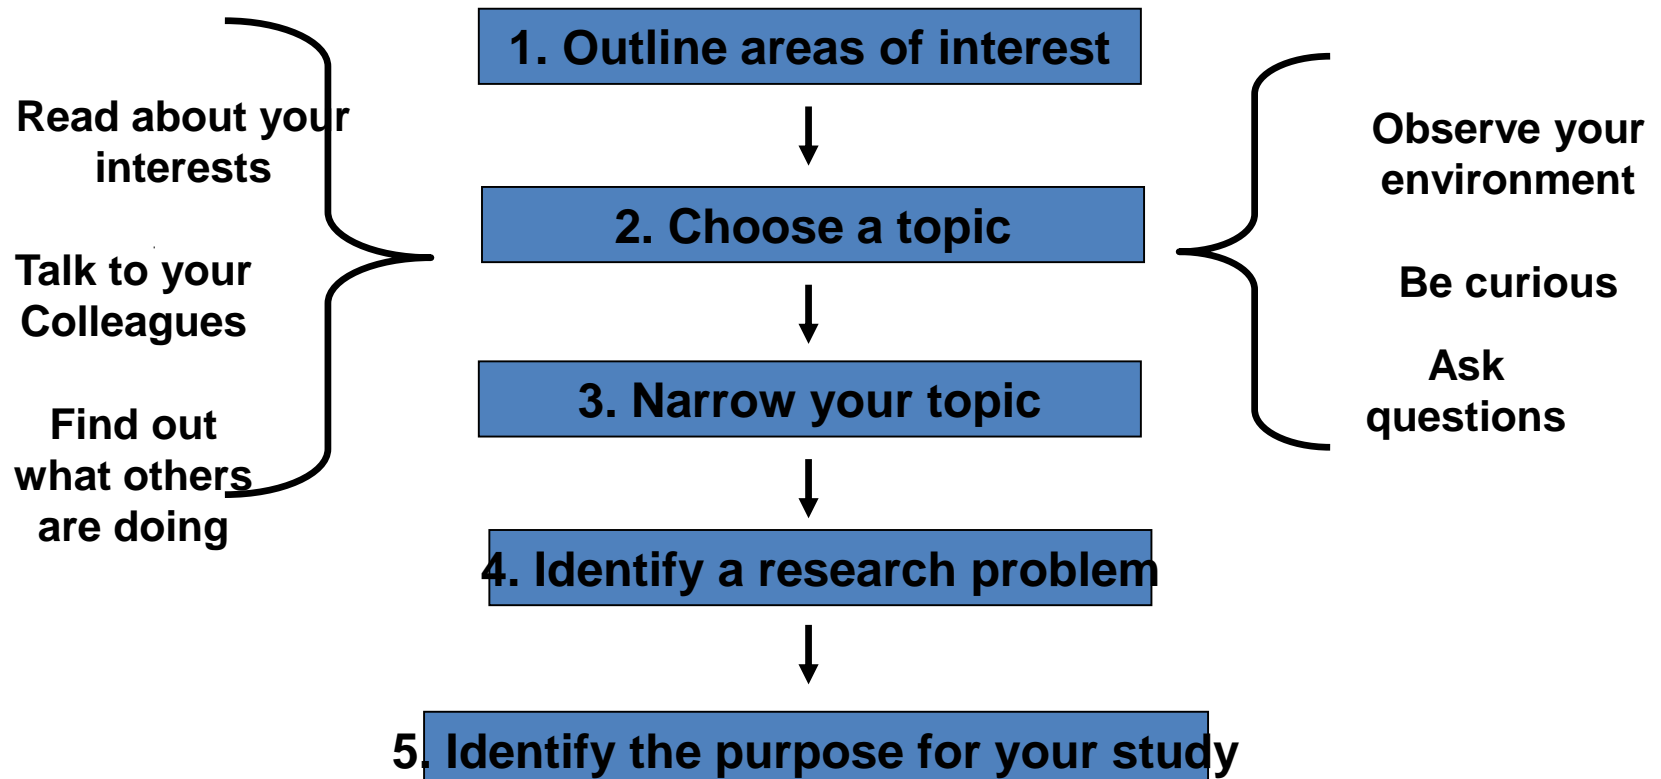 1. Outline areas of interest
Read about your
interests
Observe your
environment
2. Choose a topic
Talk to your
Colleagues
Be curious
3. Narrow your topic
Ask
questions
Find out
what others
are doing
4. Identify a research problem
5. Identify the purpose for your study